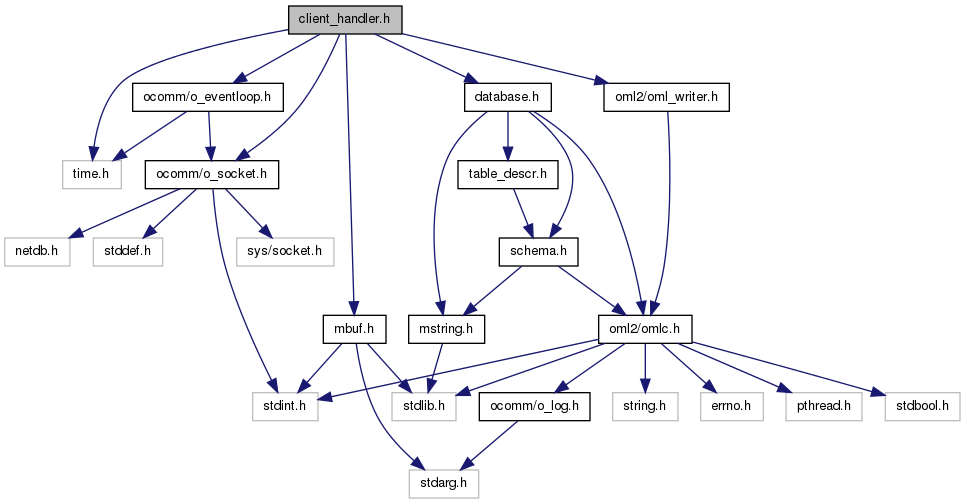 client_handler.h
ocomm/o_eventloop.h
database.h
oml2/oml_writer.h
time.h
ocomm/o_socket.h
table_descr.h
netdb.h
stddef.h
sys/socket.h
schema.h
mbuf.h
mstring.h
oml2/omlc.h
stdint.h
stdlib.h
ocomm/o_log.h
string.h
errno.h
pthread.h
stdbool.h
stdarg.h